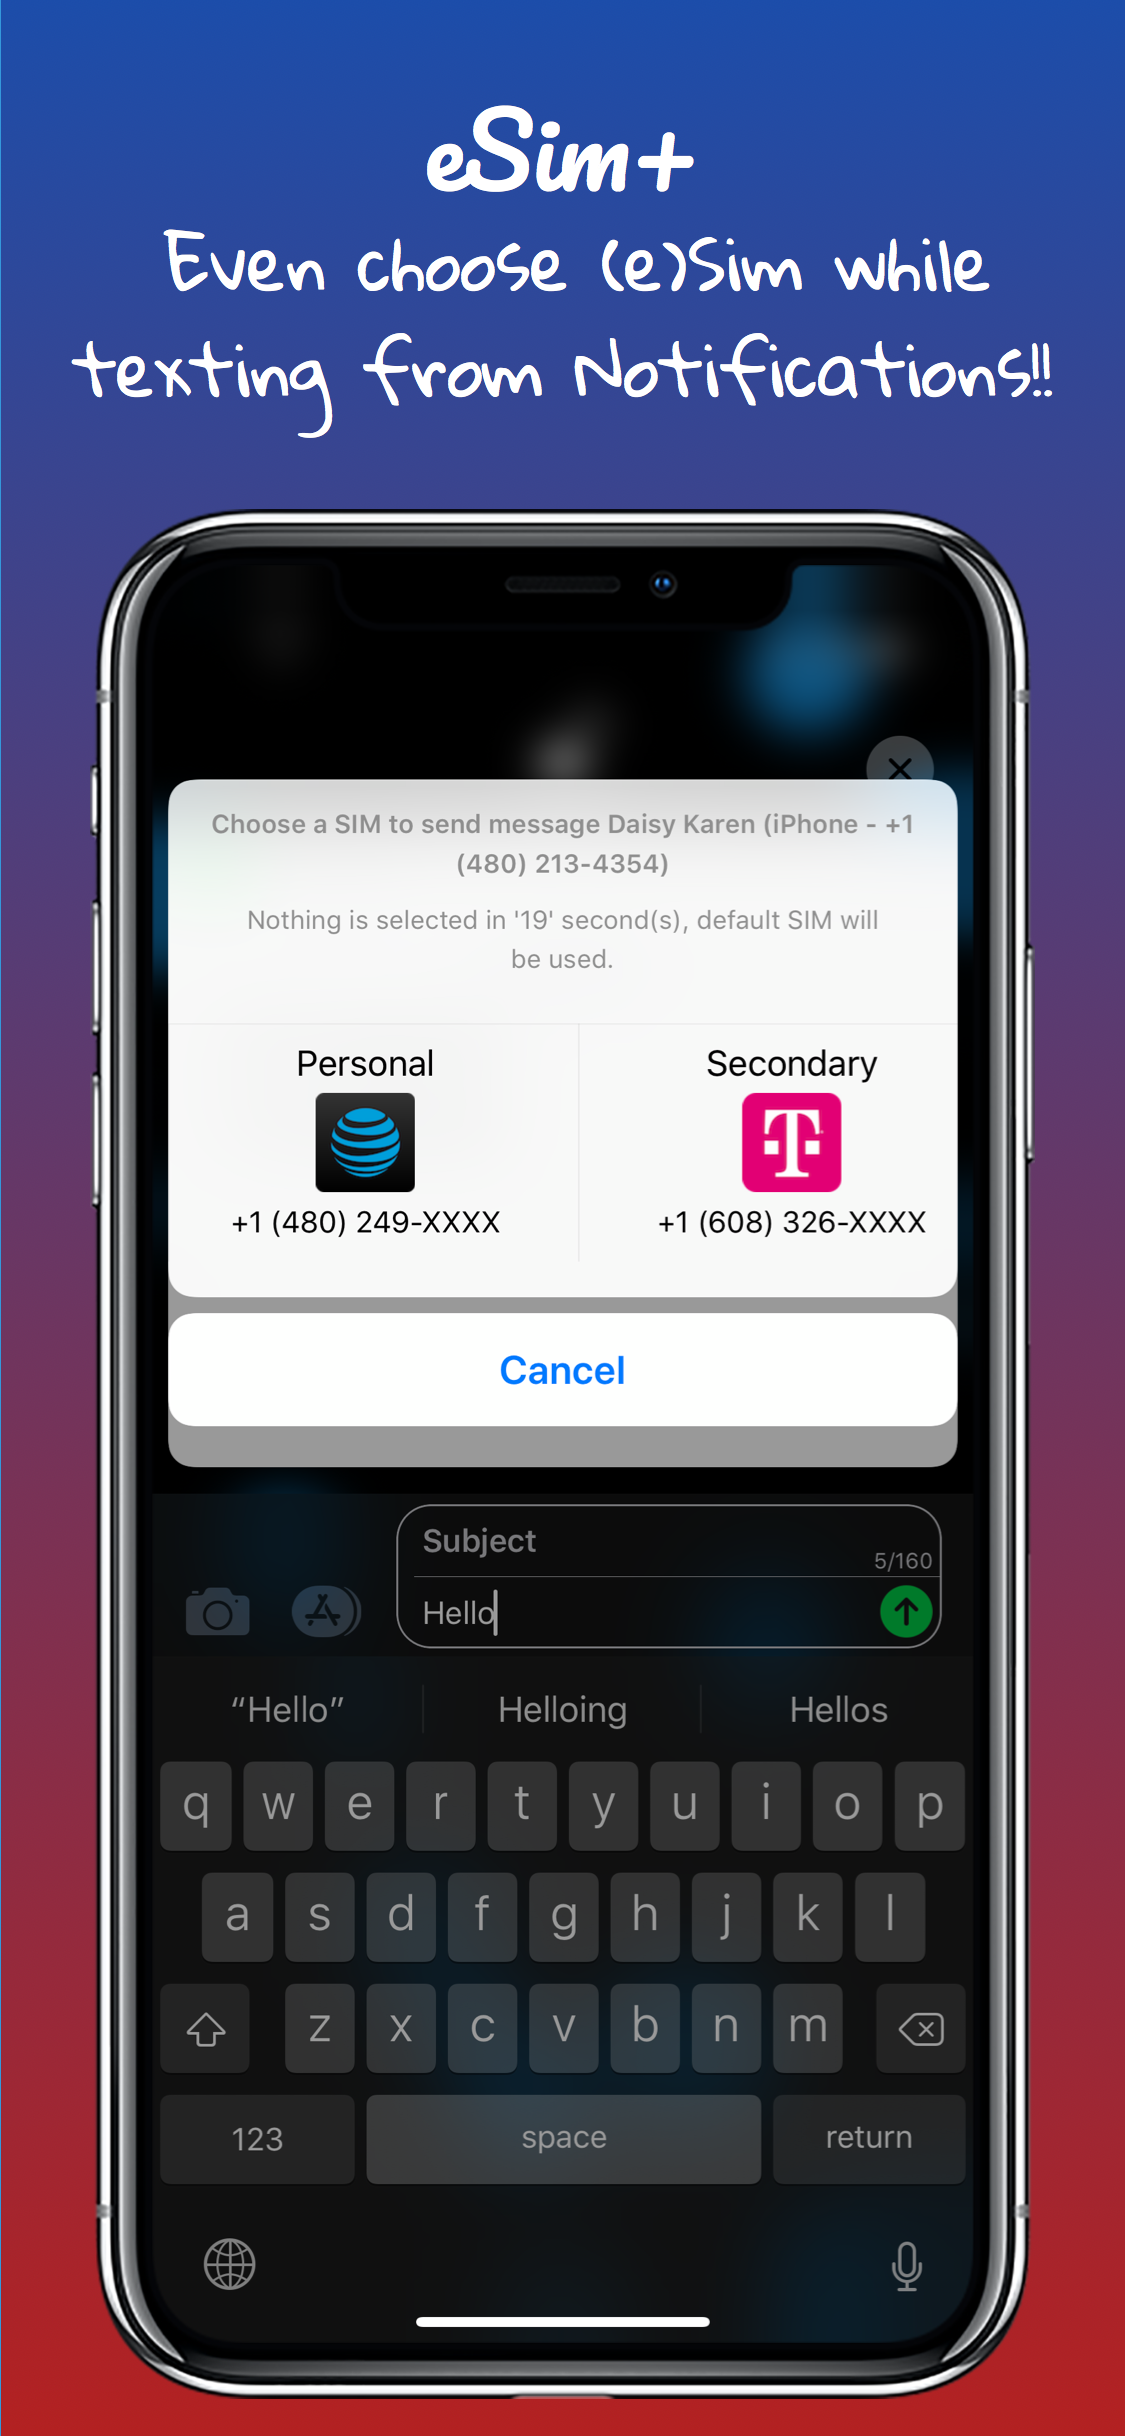 eSim+
Even choose (e)Sim while
texting from Notifications!!
Choose a SIM to send message Daisy Karen (iPhone - +1
(480) 213-4354)
Nothing is selected in '19' second(s), default SIM will
be used.
Personal
Secondary
T
+1 (480) 249-XXXX
+1 (608) 326-XXXX
Cancel
Subject
5/160
Hello
“Hello”
Helloing
Hellos
q w e r t y u i o p
a s d f g h j k l
z x c v b n m
123
space
return